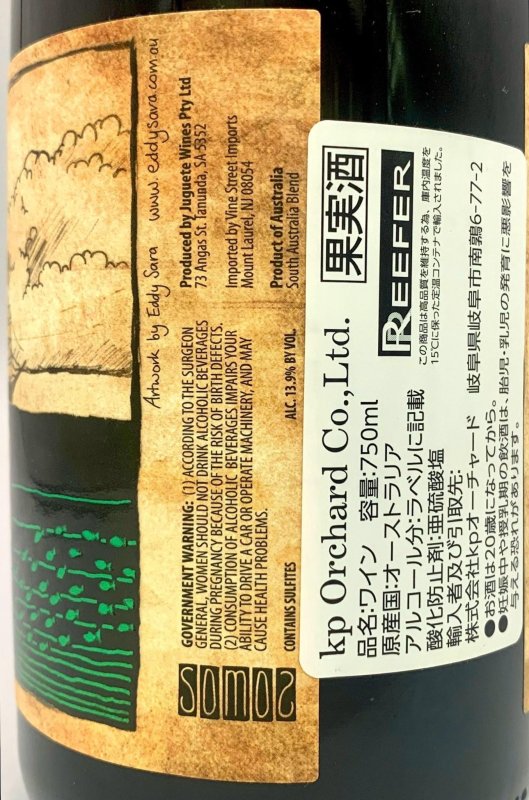 Artwork by Eddy Sara www.eddysara.com.au
GOVERNMENT WARNING: (1) ACCORDING TO THE SURGEON
GENERAL, WOMEN SHOULD NOT DRINK ALCOHOLIC BEVERAGES
DURING PREGNANCY BECAUSE OF THE RISK OF BIRTH DEFECTS.
(2) CONSUMPTION OF ALCOHOLIC BEVERAGES IMPAIRS YOUR
ABILITY TO DRIVE A CAR OR OPERATE MACHINERY, AND MAY
CAUSE HEALTH PROBLEMS.
CONTAINS SULFITES
ALC. 13.9% BY VOL.
Produced by Juguete Wines Pty Ltd
73 Angas St. Tanunda, SA 5352
Imported by Vine Street Imports
Mount Laurel, NJ 08054
Product of Australia
South Australia Blend
SOMOS
kp Orchard Co.,Ltd.
果実酒
品名:ワイン 容量:750ml
原産国:オーストラリア
アルコール分:ラベルに記載
酸化防止剤:亜硫酸塩
REEFER
この商品は高品質を維持する為、庫内温度を
15℃に保った定温コンテナで輸入されました。
輸入者及び引取先:
株式会社kpオーチャード 岐阜県岐阜市南鶉6-77-2
●お酒は20歳になってから。
●妊娠中や授乳期の飲酒は、胎児・乳児の発育に悪影響を
与える恐れがあります。